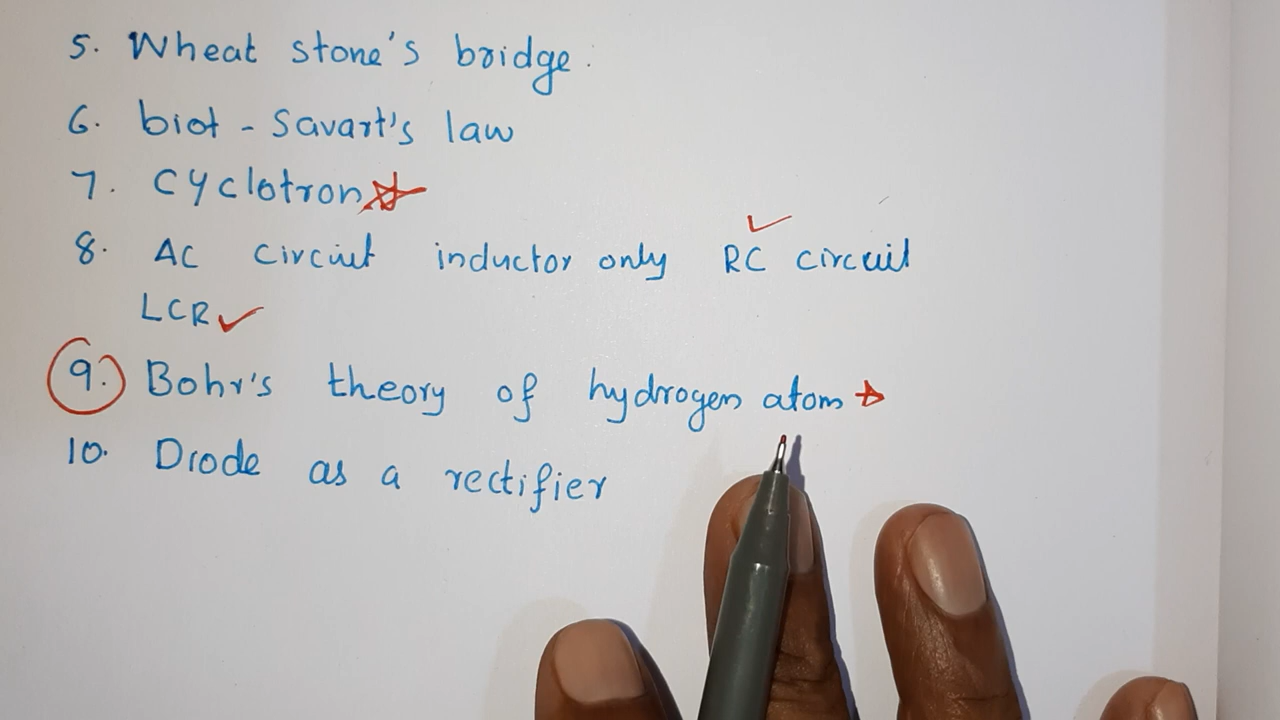 5. Wheat stone's bridge.
6. biot - Savart's law
7. Cyclotron
8. AC circuit inductor only RC circuit
LCR
9. Bohr's theory of hydrogen atom
10. Diode as a rectifier